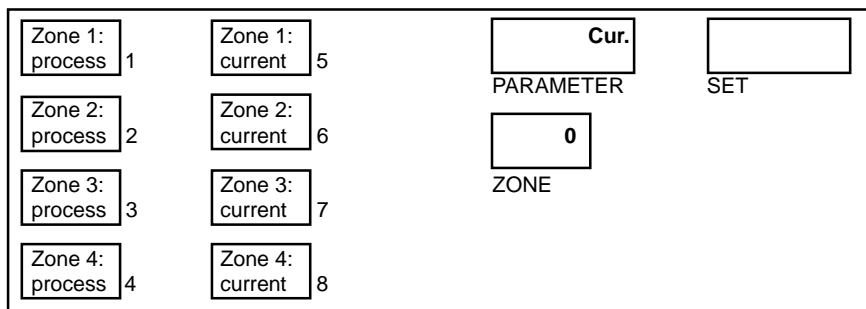 Zone 1:
process 1
Zone 1:
current 5
Cur.
PARAMETER
SET
Zone 2:
process 2
Zone 2:
current 6
0
ZONE
Zone 3:
process 3
Zone 3:
current 7
Zone 4:
process 4
Zone 4:
current 8